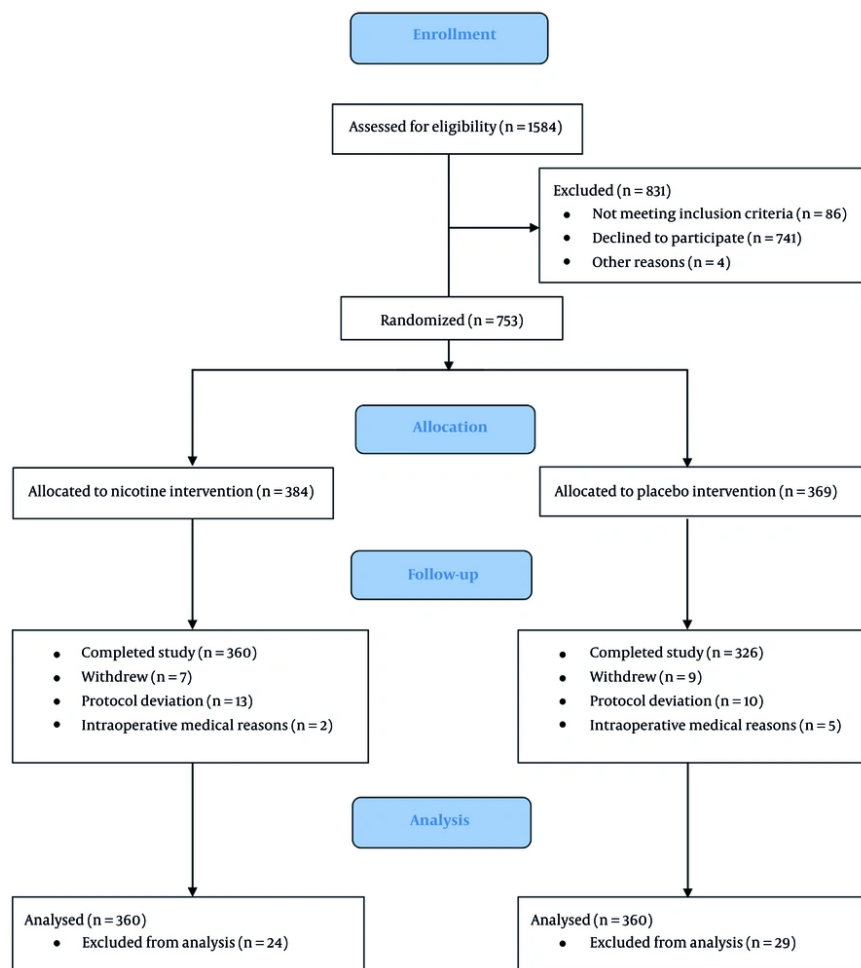 Enrollment
Assessed for eligibility (n = 1584)
Excluded (n = 831)
• Not meeting inclusion criteria (n = 86)
• Declined to participate (n = 741)
• Other reasons (n = 4)
Randomized (n = 753)
Allocation
Allocated to nicotine intervention (n = 384)
Allocated to placebo intervention (n = 369)
Follow-up
• Completed study (n = 360)
• Withdrew (n = 7)
• Protocol deviation (n = 13)
• Intraoperative medical reasons (n = 2)
• Completed study (n = 326)
• Withdrew (n = 9)
• Protocol deviation (n = 10)
• Intraoperative medical reasons (n = 5)
Analysis
Analysed (n = 360)
• Excluded from analysis (n = 24)
Analysed (n = 360)
• Excluded from analysis (n = 29)